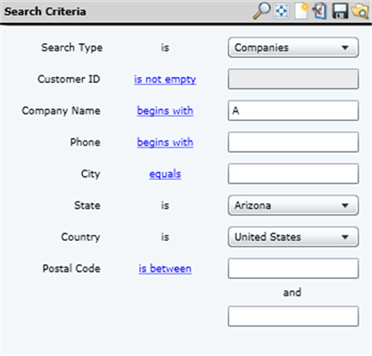 Search Criteria
Search Type is Companies
Customer ID is not empty
Company Name begins with A
Phone begins with
City equals
State is Arizona
Country is United States
Postal Code is between
and